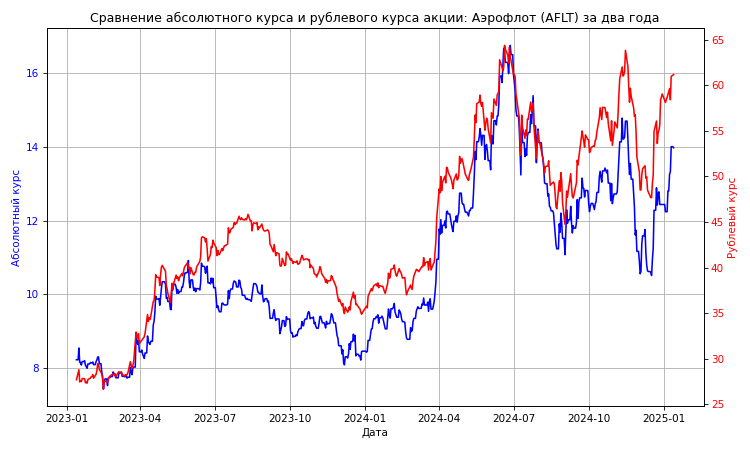 Сравнение абсолютного курса и рублевого курса акции: Аэрофлот (AFLT) за два года
Абсолютный курс
16
14
12
10
8
65
60
55
50
45
40
35
30
25
Рублевый курс
2023-01 2023-04 2023-07 2023-10 2024-01 2024-04 2024-07 2024-10 2025-01
Дата